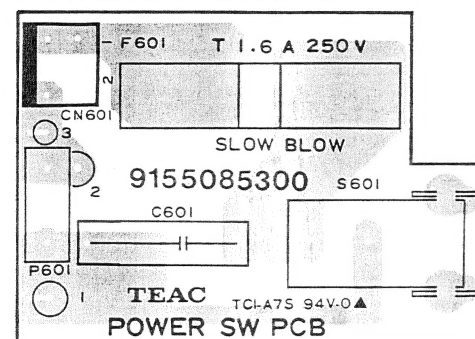 F601
T 1.6 A 250V
2
CN601
3
SLOW BLOW
2
9155085300
S601
C601
P601
1
TEAC
TCI-A7S 94V-0
POWER SW PCB